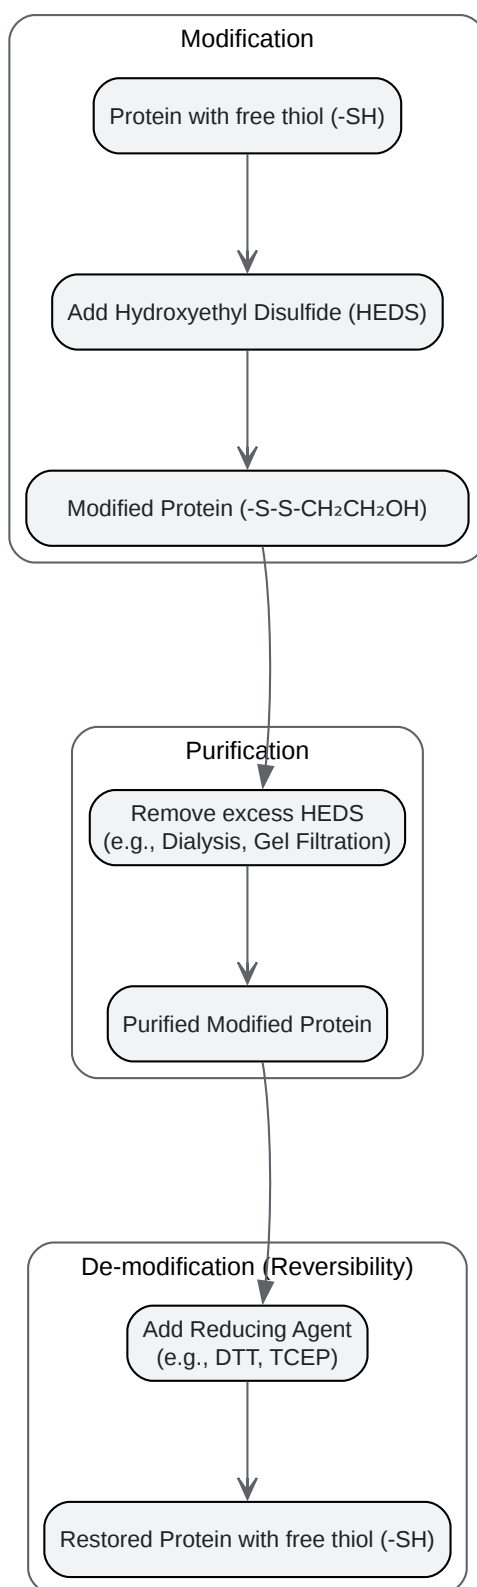 Modification
Protein with free thiol (-SH)
Add Hydroxyethyl Disulfide (HEDS)
Modified Protein (-S-S-CH₂CH₂OH)
Purification
Remove excess HEDS
(e.g., Dialysis, Gel Filtration)
Purified Modified Protein
De-modification (Reversibility)
Add Reducing Agent
(e.g., DTT, TCEP)
Restored Protein with free thiol (-SH)